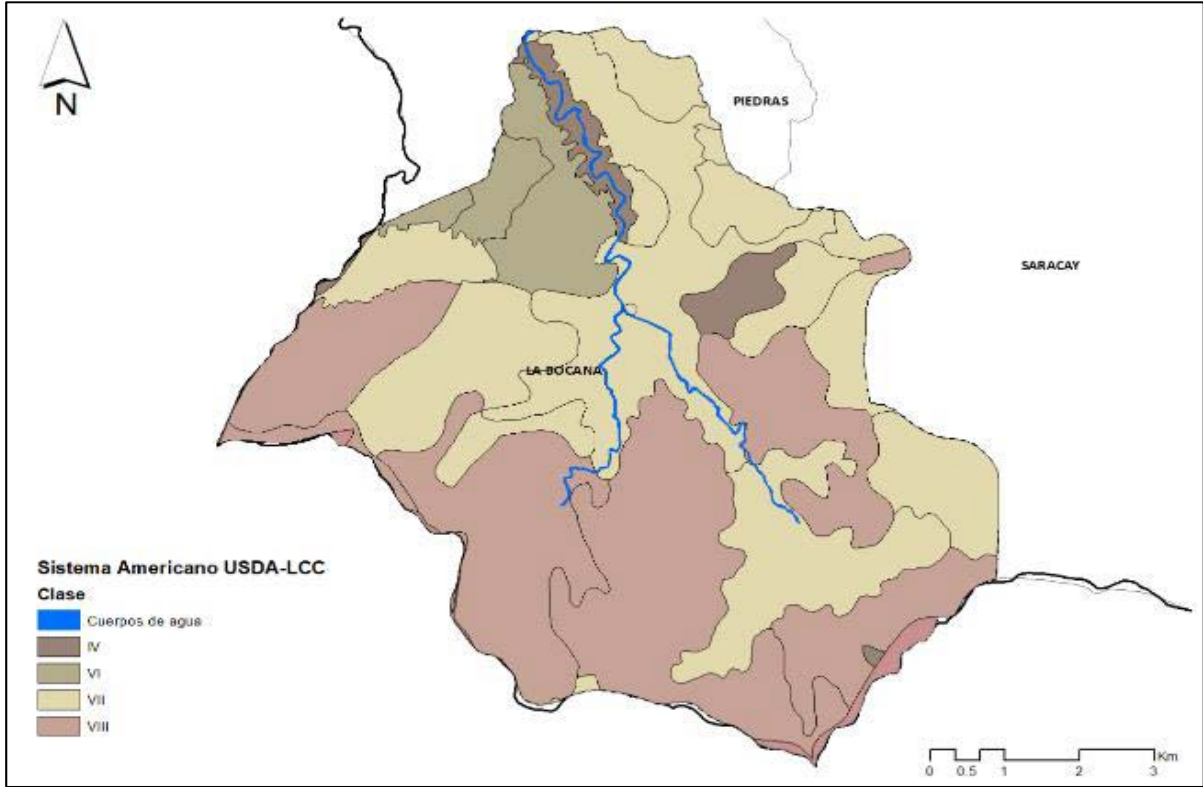 N
PIEDRAS
SARACAY
LA BOCANA
Sistema Americano USDA-LCC
Clase
Cuerpos de agua
IV
VI
VII
VIII
Km
0 0.5 1 2 3